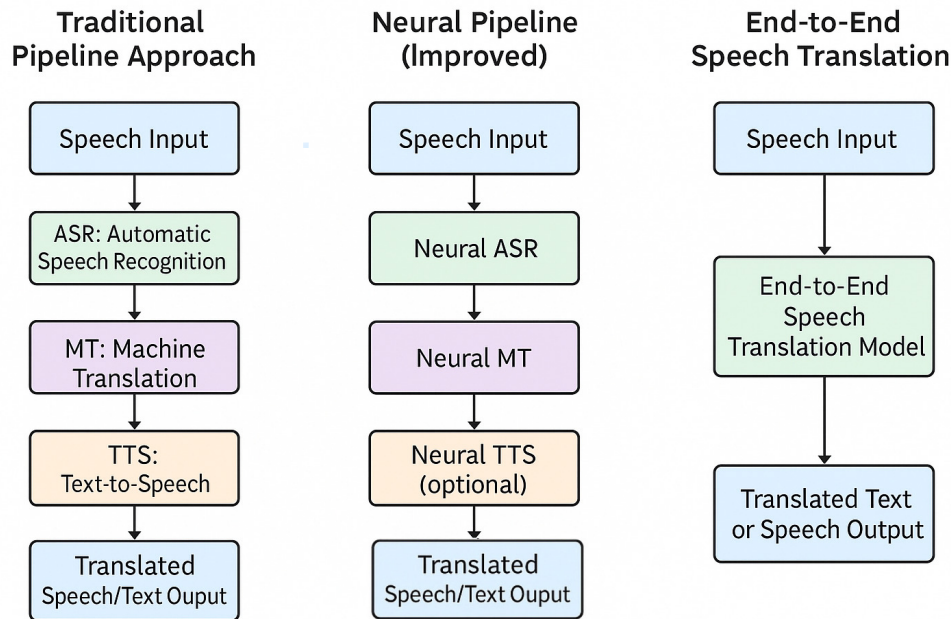 Traditional
Pipeline Approach
Speech Input
ASR: Automatic
Speech Recognition
MT: Machine
Translation
TTS:
Text-to-Speech
Translated
Speech/Text Ouput
Neural Pipeline
(Improved)
Speech Input
Neural ASR
Neural MT
Neural TTS
(optional)
Translated
Speech/Text Ouput
End-to-End
Speech Translation
Speech Input
End-to-End
Speech
Translation Model
Translated Text
or Speech Output